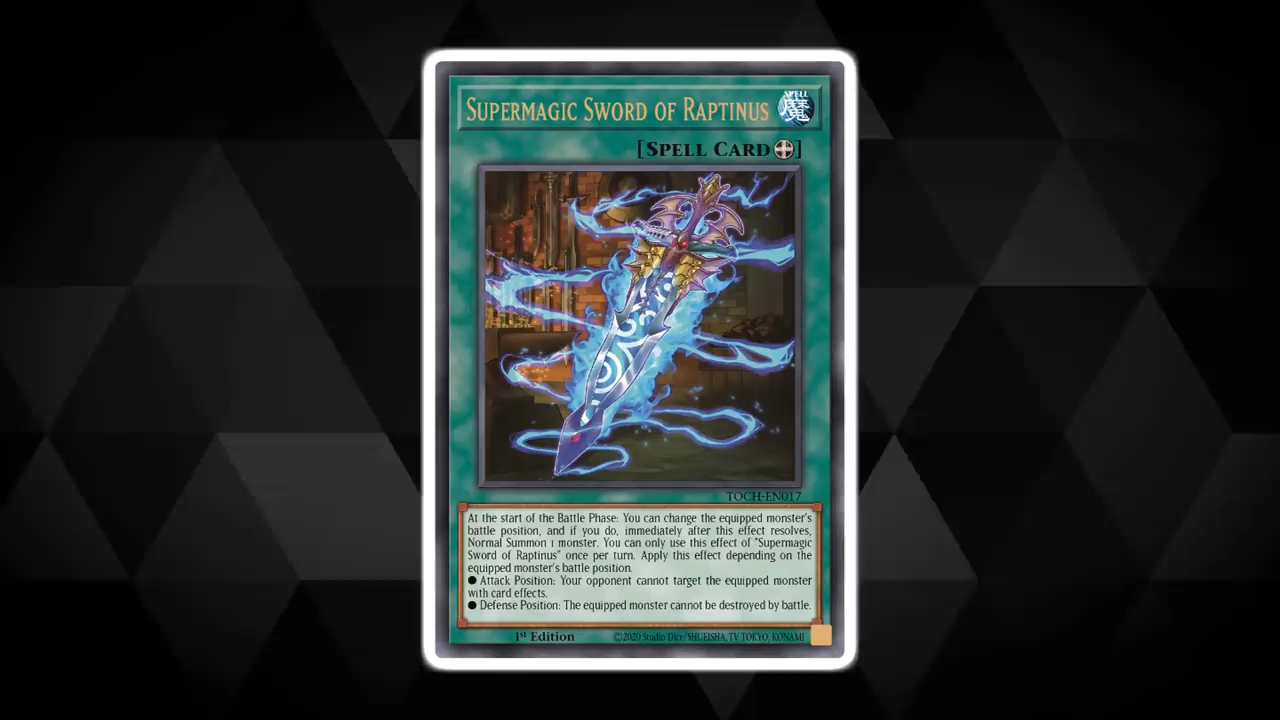 SUPERMAGIC SWORD OF RAPTINUS
SPELL
魔
[SPELL CARD]
TOCH-EN017
At the start of the Battle Phase: You can change the equipped monster's
battle position, and if you do, immediately after this effect resolves,
Normal Summon 1 monster. You can only use this effect of "Supermagic
Sword of Raptinus" once per turn. Apply this effect depending on the
equipped monster's battle position.
● Attack Position: Your opponent cannot target the equipped monster
with card effects.
● Defense Position: The equipped monster cannot be destroyed by battle.
1st Edition
©2020 Studio Dice/SHUEISHA, TV TOKYO, KONAMI